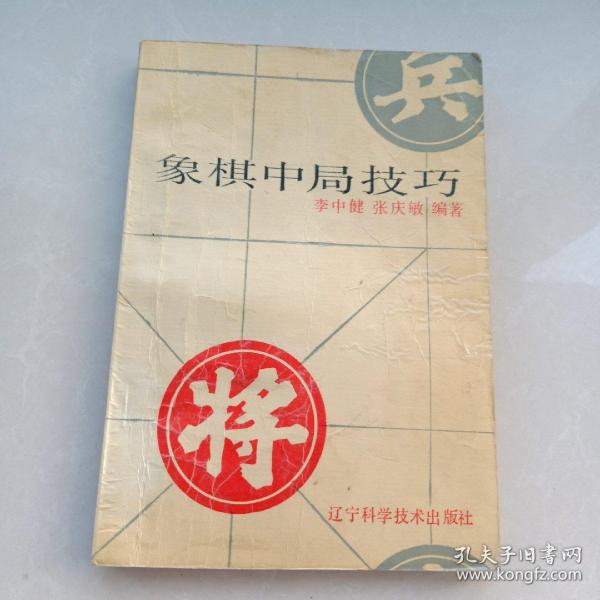 兵
象棋中局技巧
李中健 张庆敏 编著
将
辽宁科学技术出版社
孔夫子旧书网
www.kongfz.com